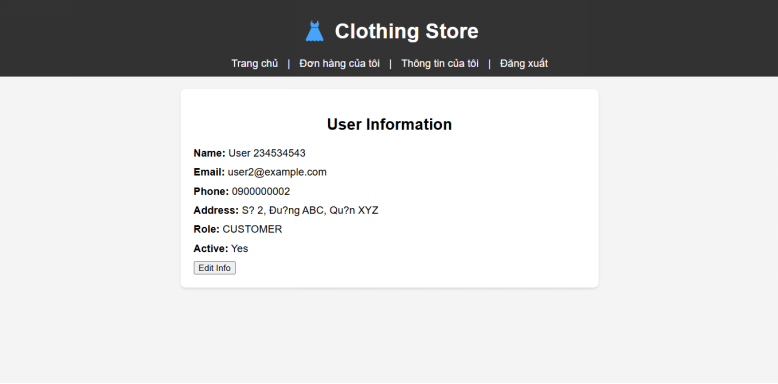 Clothing Store
Trang chủ | Đơn hàng của tôi | Thông tin của tôi | Đăng xuất
User Information
Name: User 234534543
Email: user2@example.com
Phone: 0900000002
Address: S? 2, Đu?ng ABC, Qu?n XYZ
Role: CUSTOMER
Active: Yes
Edit Info